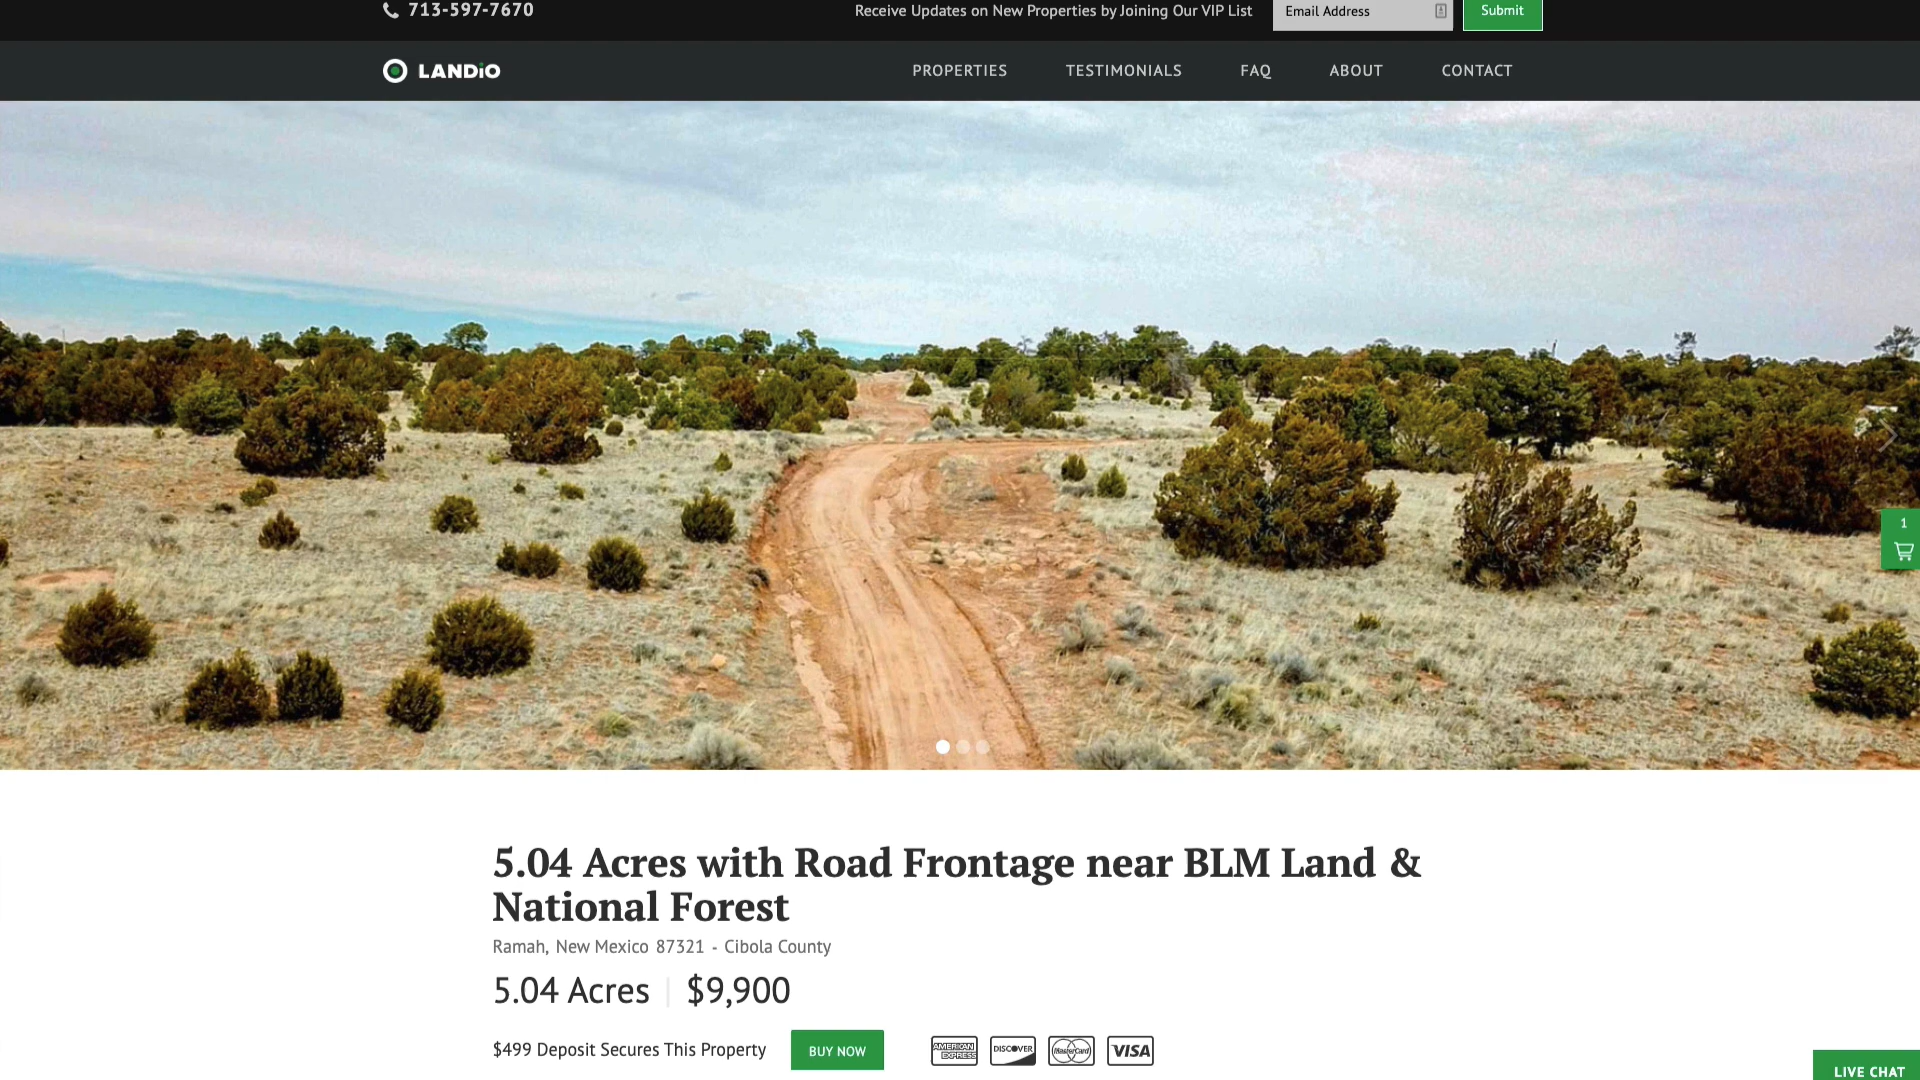 713-597-7670
Receive Updates on New Properties by Joining Our VIP List
Email Address
Submit
LANDiO
PROPERTIES
TESTIMONIALS
FAQ
ABOUT
CONTACT
1
5.04 Acres with Road Frontage near BLM Land &
National Forest
Ramah, New Mexico 87321 - Cibola County
5.04 Acres | $9,900
$499 Deposit Secures This Property
BUY NOW
AMERICAN
EXPRESS
DISCOVER
MasterCard
VISA
LIVE CHAT